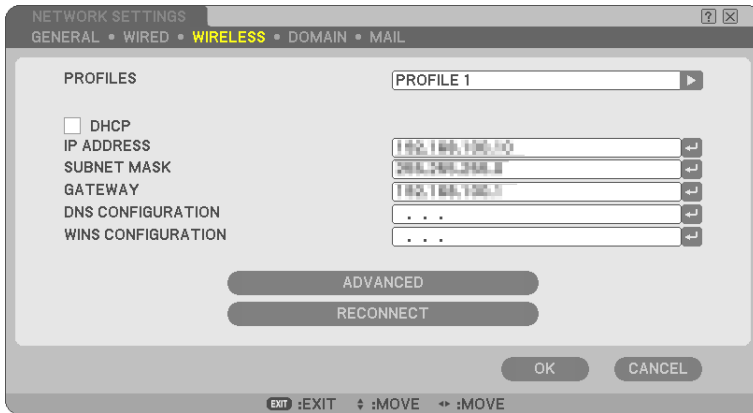 NETWORK SETTINGS
GENERAL • WIRED • WIRELESS • DOMAIN • MAIL
PROFILES PROFILE 1
DHCP
IP ADDRESS
SUBNET MASK
GATEWAY
DNS CONFIGURATION . . .
WINS CONFIGURATION . . .
ADVANCED
RECONNECT
OK CANCEL
EXIT :EXIT :MOVE :MOVE